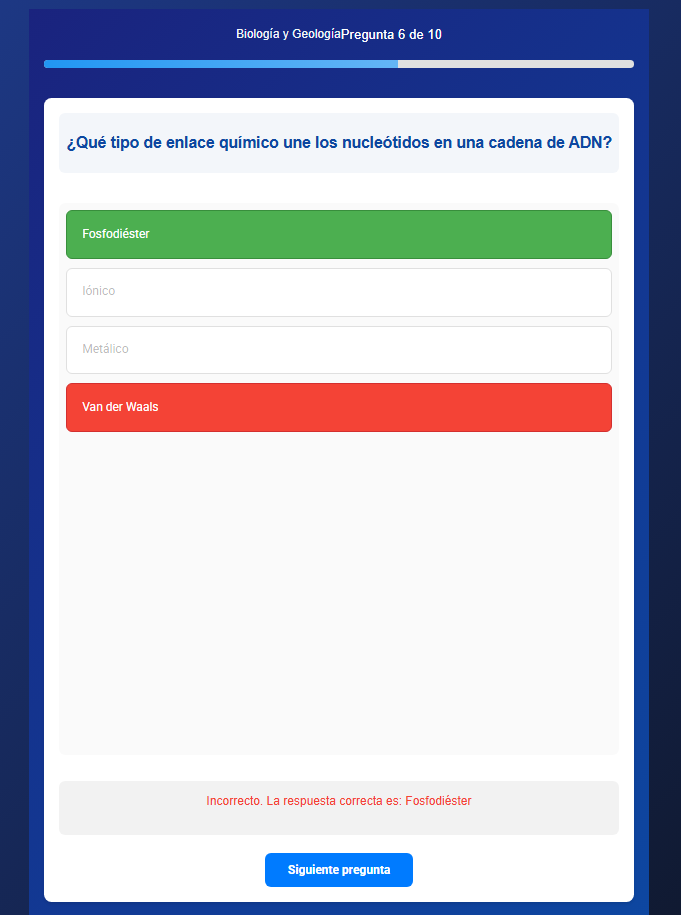 Biología y GeologíaPregunta 6 de 10
¿Qué tipo de enlace químico une los nucleótidos en una cadena de ADN?
Fosfodiéster
Iónico
Metálico
Van der Waals
Incorrecto. La respuesta correcta es: Fosfodiéster
Siguiente pregunta